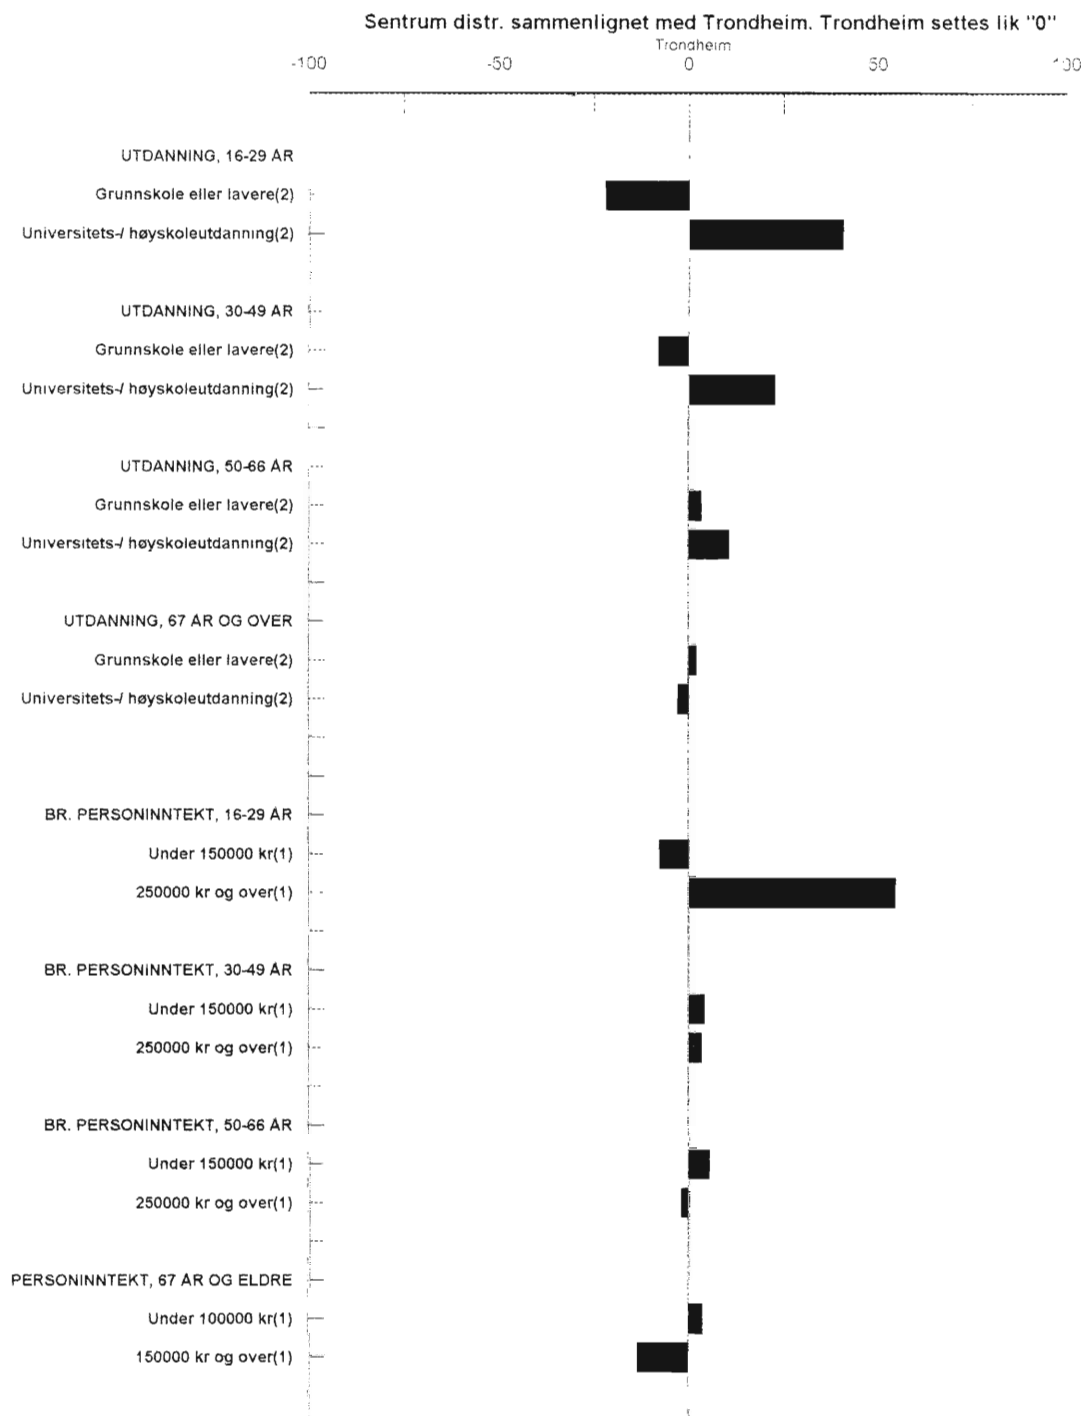 Sentrum distr. sammenlignet med Trondheim. Trondheim settes lik "0"
Trondheim
-100 -50 0 50 100
UTDANNING, 16-29 ÅR
Grunnskole eller lavere(2)
Universitets-/ høyskoleutdanning(2)
UTDANNING, 30-49 ÅR
Grunnskole eller lavere(2)
Universitets-/ høyskoleutdanning(2)
UTDANNING, 50-66 ÅR
Grunnskole eller lavere(2)
Universitets-/ høyskoleutdanning(2)
UTDANNING, 67 ÅR OG OVER
Grunnskole eller lavere(2)
Universitets-/ høyskoleutdanning(2)
BR. PERSONINNTEKT, 16-29 ÅR
Under 150000 kr(1)
250000 kr og over(1)
BR. PERSONINNTEKT, 30-49 ÅR
Under 150000 kr(1)
250000 kr og over(1)
BR. PERSONINNTEKT, 50-66 ÅR
Under 150000 kr(1)
250000 kr og over(1)
PERSONINNTEKT, 67 ÅR OG ELDRE
Under 100000 kr(1)
150000 kr og over(1)